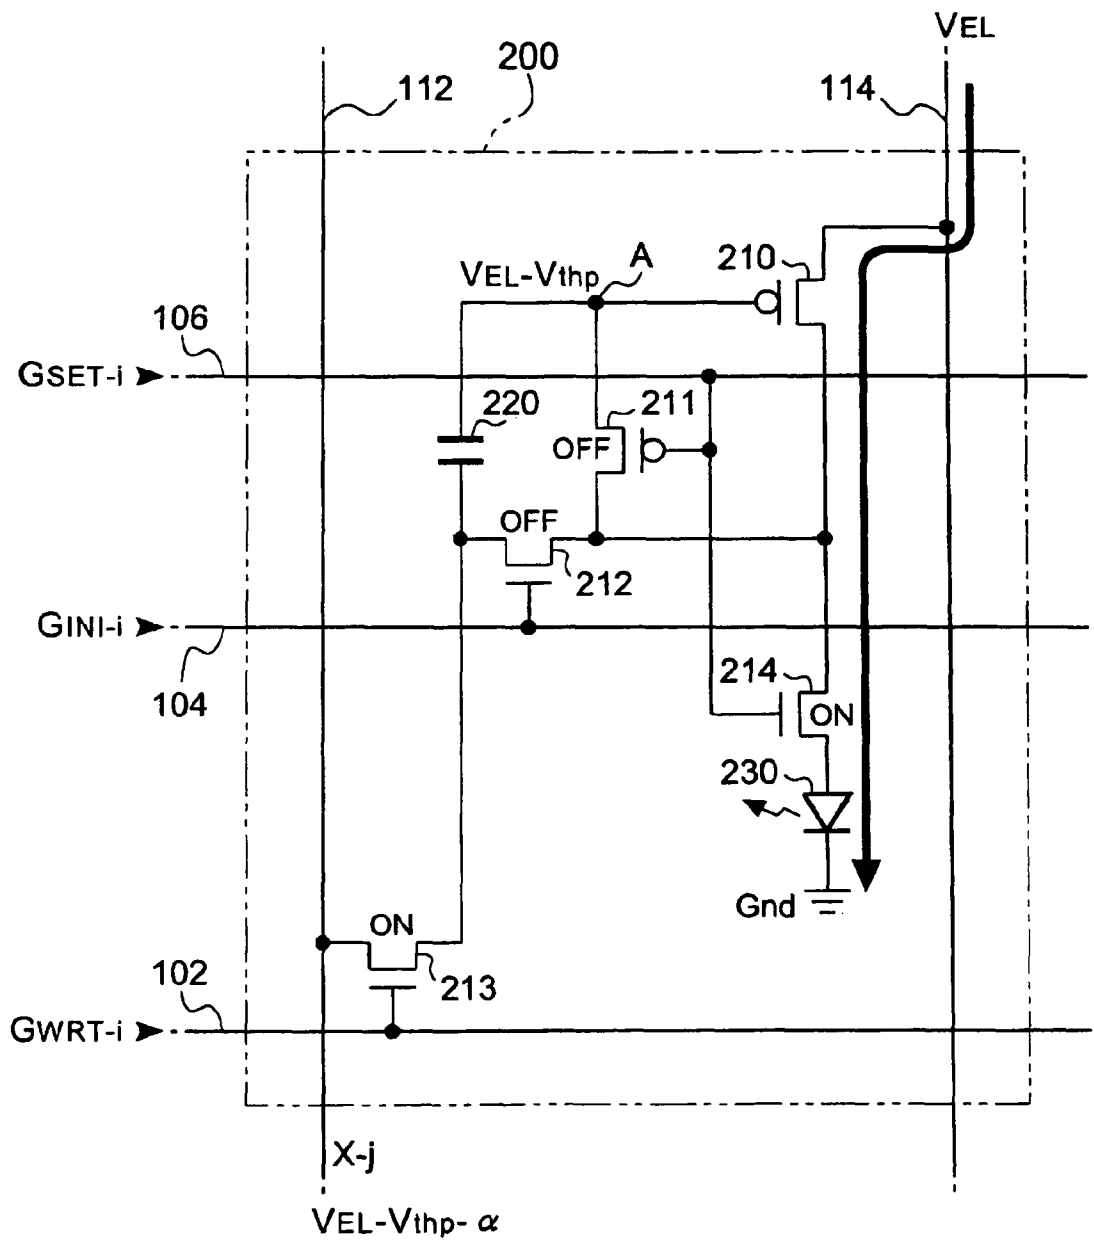 VEL
200
112
114
210
A
VEL-Vthp
106
GSET-i
220
211
OFF
OFF
212
GINI-i
104
214
ON
230
Gnd
ON
213
102
GWRT-i
X-j
VEL-Vthp-α